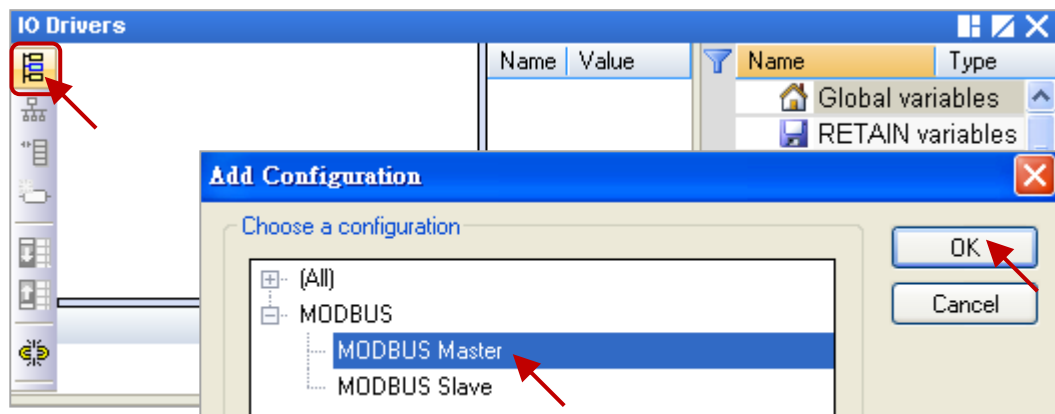 IO Drivers
Name Value Name Type
Global variables
RETAIN variables
Add Configuration
Choose a configuration
OK
(All)
Cancel
MODBUS
MODBUS Master
MODBUS Slave